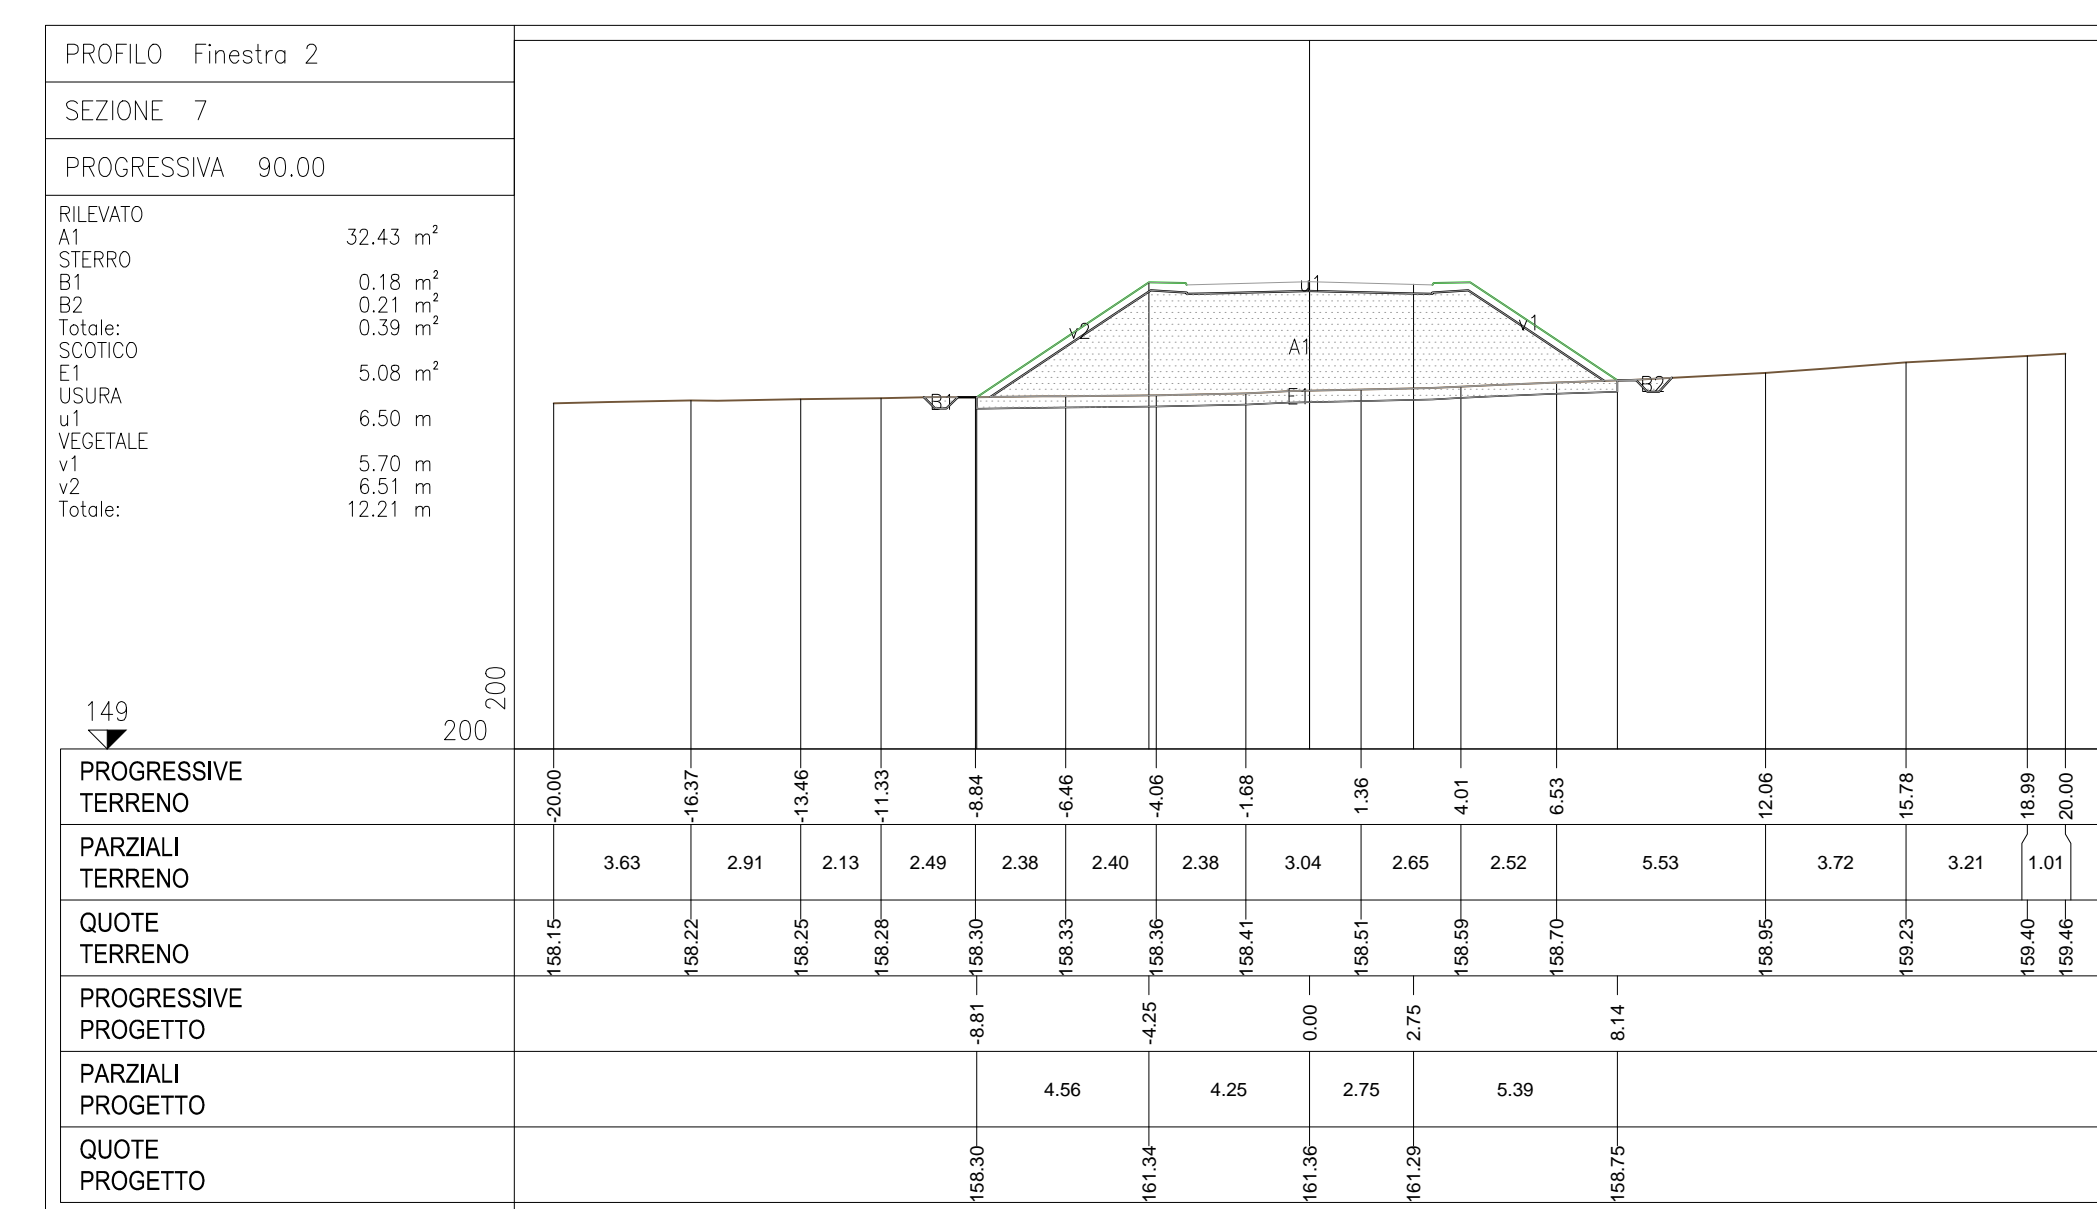 PROFILO Finestra 2
SEZIONE 7
PROGRESSIVA 90.00
RILEVATO
A1 32.43 m²
STERRO
B1 0.18 m²
B2 0.21 m²
Totale: 0.39 m²
SCOTICO
E1 5.08 m²
USURA
u1 6.50 m
VEGETALE
v1 5.70 m
v2 6.51 m
Totale: 12.21 m
149
200
200
u1
v2
v1
A1
E1
B1
B2
PROGRESSIVE TERRENO
-20.00 -16.37 -13.46 -11.33 -8.84 -6.46 -4.06 -1.68 1.36 4.01 6.53 12.06 15.78 18.99 20.00
PARZIALI TERRENO
3.63 2.91 2.13 2.49 2.38 2.40 2.38 3.04 2.65 2.52 5.53 3.72 3.21 1.01
QUOTE TERRENO
158.15 158.22 158.25 158.28 158.30 158.33 158.36 158.41 158.51 158.59 158.70 158.95 159.23 159.40 159.46
PROGRESSIVE PROGETTO
-8.81 -4.25 0.00 2.75 8.14
PARZIALI PROGETTO
4.56 4.25 2.75 5.39
QUOTE PROGETTO
158.30 161.34 161.36 161.29 158.75